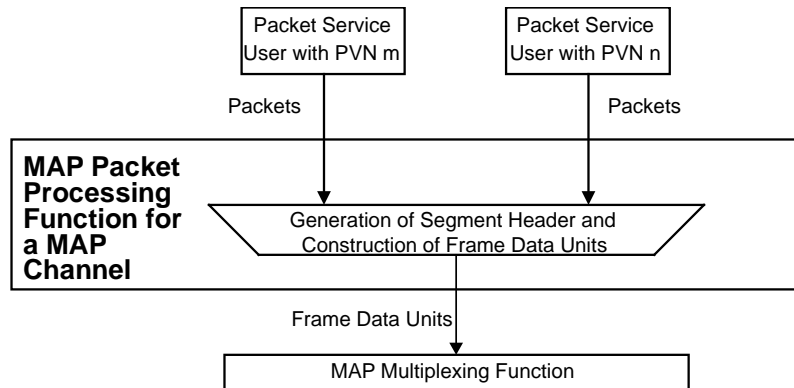 Packet Service
User with PVN m
Packet Service
User with PVN n
Packets
Packets
MAP Packet
Processing
Function for
a MAP
Channel
Generation of Segment Header and
Construction of Frame Data Units
Frame Data Units
MAP Multiplexing Function